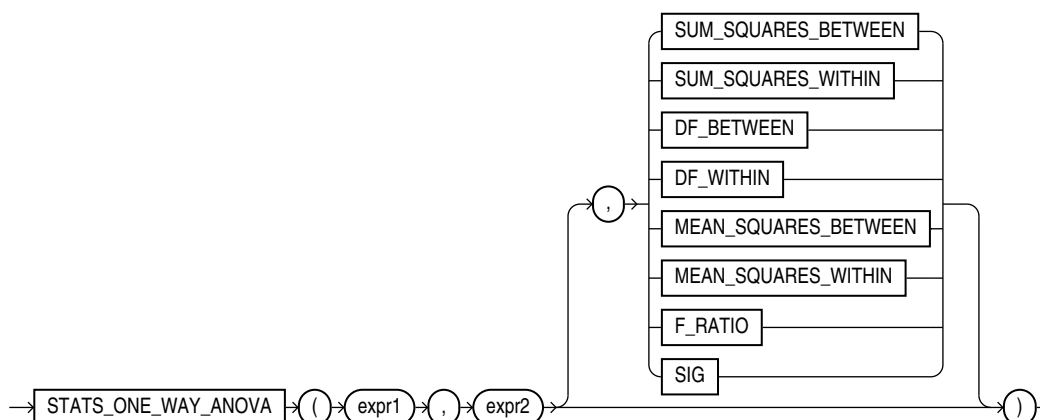 SUM_SQUARES_BETWEEN
SUM_SQUARES_WITHIN
DF_BETWEEN
DF_WITHIN
,
MEAN_SQUARES_BETWEEN
MEAN_SQUARES_WITHIN
F_RATIO
SIG
STATS_ONE_WAY_ANOVA ( expr1 , expr2 )